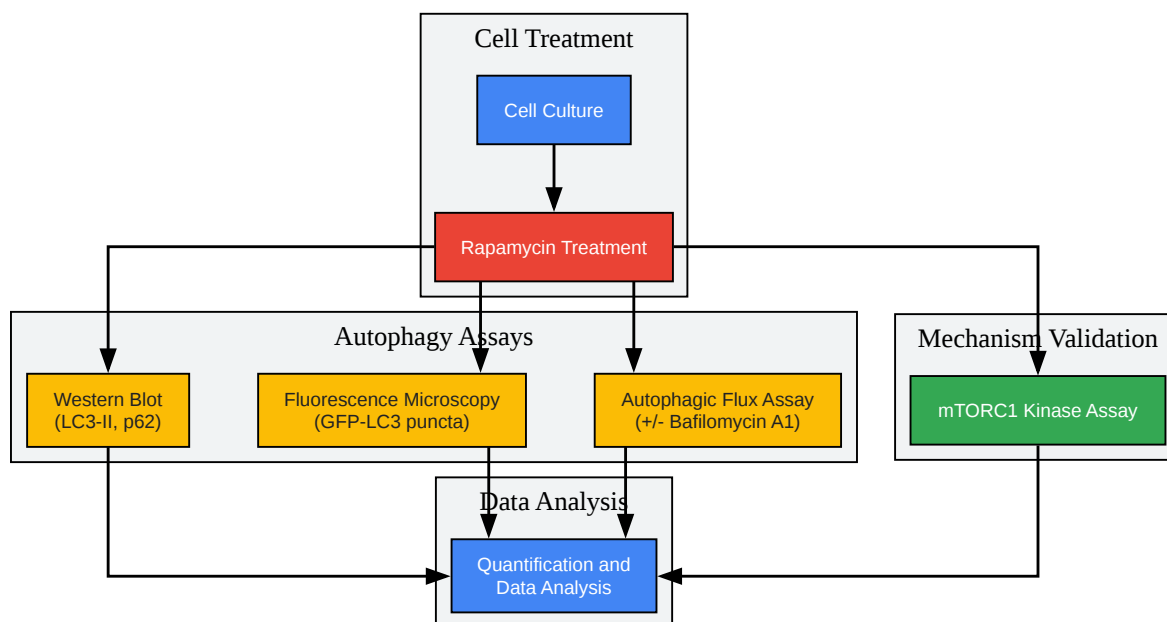 Cell Treatment
Cell Culture
Rapamycin Treatment
Autophagy Assays
Mechanism Validation
Western Blot
(LC3-II, p62)
Fluorescence Microscopy
(GFP-LC3 puncta)
Autophagic Flux Assay
(+/- Bafilomycin A1)
mTORC1 Kinase Assay
Data Analysis
Quantification and
Data Analysis